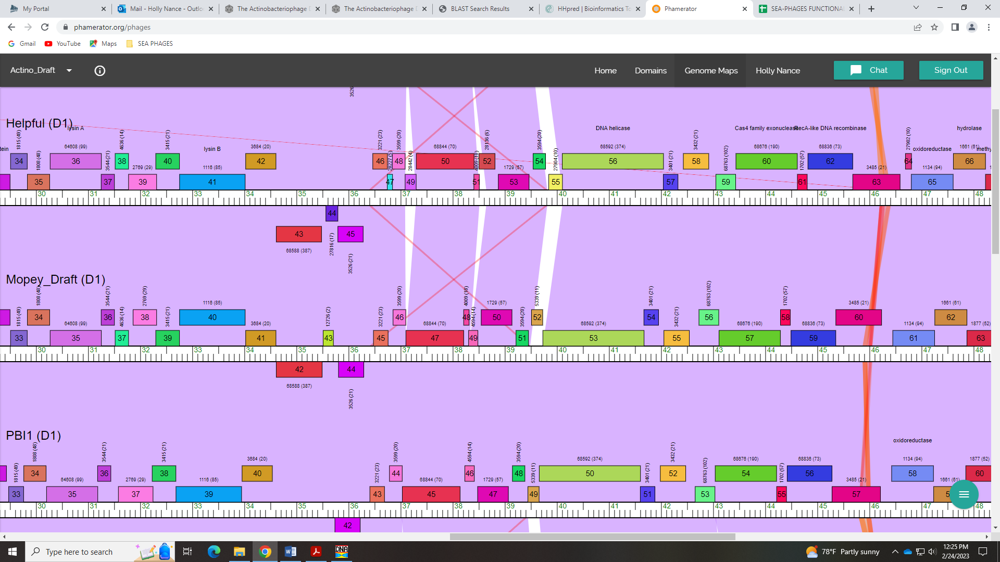 My Portal
Mail - Holly Nance - Outlo
The Actinobacteriophage D
The Actinobacteriophage D
BLAST Search Results
HHpred | Bioinformatics To
Phamerator
SEA-PHAGES FUNCTIONA
phamerator.org/phages
Gmail YouTube Maps SEA PHAGES
Actino_Draft
Home Domains Genome Maps Holly Nance Chat Sign Out
3526
Helpful (D1)
lysin A
DNA helicase
Cas4 family exonuclease
RecA-like DNA recombinase
hydrolase
tein
lysin B
oxidoreductase
methy
1815 (49) 1808 (48) 64608 (99) 3544 (21) 4636 (14) 2769 (29) 3415 (21) 1116 (85) 3684 (20) 3221 (23) 28227 (5) 3599 (20) 28442 (4) 68844 (70) 4009 (18) 28136 (6) 1729 (57) 3594 (20) 27904 (10) 68592 (374) 3401 (21) 3432 (21) 68763 (102) 68676 (190) 1702 (57) 68836 (73) 3485 (21) 27902 (10) 1134 (94) 1661 (61)
34 36 38 40 42 46 48 50 52 54 56 58 60 62 64 66
35 37 39 41 47 49 51 53 55 57 59 61 63 65
30 31 32 33 34 35 36 37 38 39 40 41 42 43 44 45 46 47 48
44
43 45
68588 (387) 27816 (17) 3526 (21)
Mopey_Draft (D1)
1815 (49) 1808 (48) 64608 (99) 3544 (21) 4636 (14) 2769 (29) 3415 (21) 1116 (85) 3684 (20) 12726 (2) 3221 (23) 3599 (20) 68844 (70) 4009 (18) 4594 (14) 1729 (57) 3594 (20) 5339 (11) 68592 (374) 3401 (21) 3432 (21) 68763 (102) 68676 (190) 1702 (57) 68836 (73) 3485 (21) 1134 (94) 1661 (61) 1877 (52)
34 36 38 40 46 48 50 52 54 56 58 60 62
33 35 37 39 41 43 45 47 49 51 53 55 57 59 61 63
30 31 32 33 34 35 36 37 38 39 40 41 42 43 44 45 46 47 48
42 44
68588 (387) 3526 (21)
PBI1 (D1)
oxidoreductase
1815 (49) 1808 (48) 64608 (99) 3544 (21) 2769 (29) 3415 (21) 1116 (85) 3684 (20) 3221 (23) 3599 (20) 68844 (70) 4594 (14) 1729 (57) 3594 (20) 5339 (11) 68592 (374) 3401 (21) 3432 (21) 68763 (102) 68676 (190) 1702 (57) 68836 (73) 3485 (21) 1134 (94) 1661 (61) 1877 (52)
34 36 38 40 44 46 48 50 52 54 56 58 60
33 35 37 39 43 45 47 49 51 53 55 57 5
30 31 32 33 34 35 36 37 38 39 40 41 42 43 44 45 46 47 48
42
Type here to search
DNA
78°F Partly sunny
12:25 PM
2/24/2023